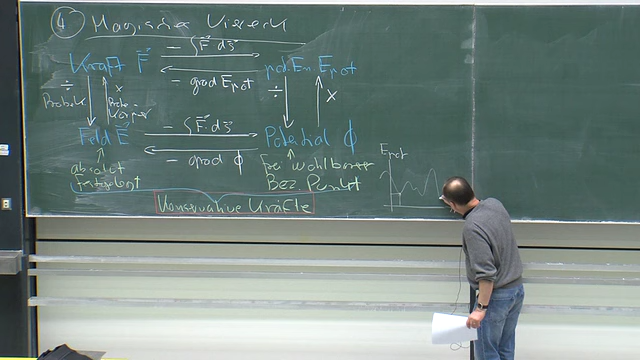 4 Magisches Viereck
Kraft F⃗ − ∫F⃗ ds⃗ pot. En. Epot
− grad Epot
÷ x ÷ x
Probek Probe-
körper
Feld E⃗ − ∫F⃗·ds⃗ Potential ϕ
− grad ϕ
absolut frei wählbarer
festgelegt Bez. Punkt
Konservative Kräfte
Epot